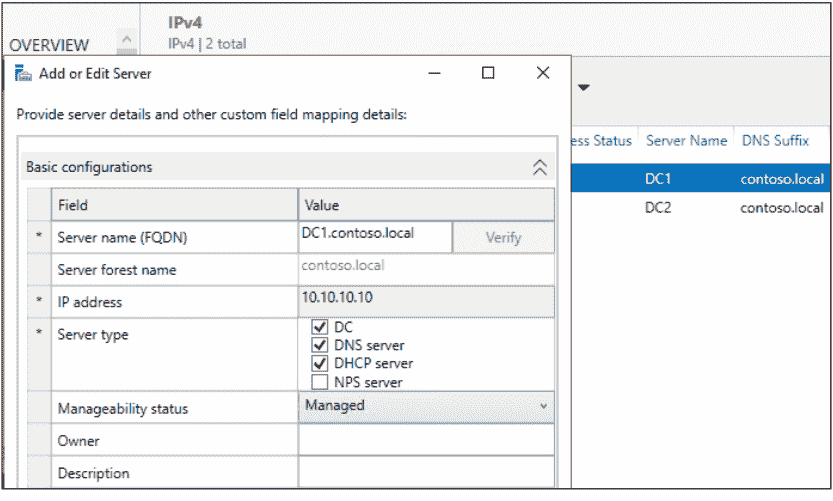 IPv4
OVERVIEW
IPv4 | 2 total
Add or Edit Server
Provide server details and other custom field mapping details:
ess Status Server Name DNS Suffix
Basic configurations
DC1 contoso.local
DC2 contoso.local
Field Value
* Server name (FQDN) DC1.contoso.local Verify
Server forest name contoso.local
* IP address 10.10.10.10
* Server type DC
DNS server
DHCP server
NPS server
Manageability status Managed
Owner
Description